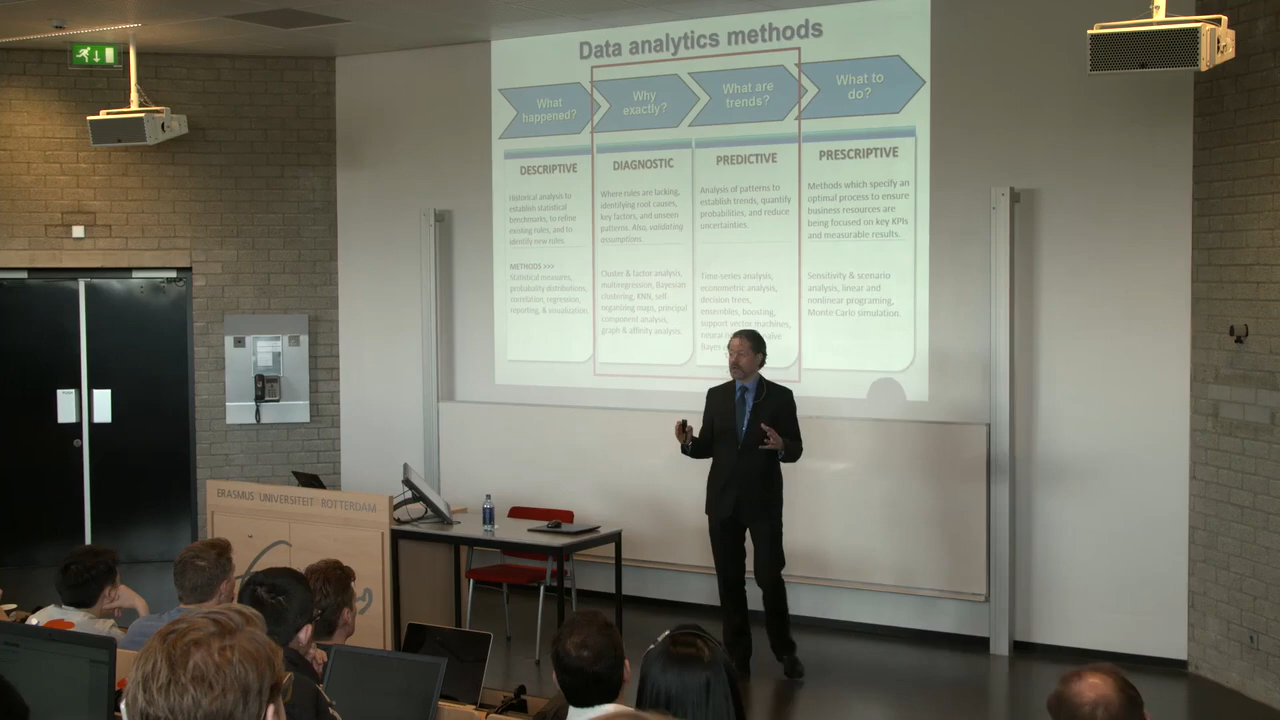 Data analytics methods
What
happened?
Why
exactly?
What are
trends?
What to
do?
DESCRIPTIVE
Historical analysis to
establish statistical
benchmarks, to refine
existing rules, and to
identify new rules.
METHODS >>>
Statistical measures,
probability distributions,
correlation, regression,
reporting, & visualization.
DIAGNOSTIC
Where rules are lacking,
identifying root causes,
key factors, and unseen
patterns. Also, validating
assumptions.
Cluster & factor analysis,
multiregression, Bayesian
clustering, KNN, self-
organizing maps, principal
component analysis,
graph & affinity analysis.
PREDICTIVE
Analysis of patterns to
establish trends, quantify
probabilities, and reduce
uncertainties.
Time-series analysis,
econometric analysis,
decision trees,
ensembles, boosting,
support vector machines,
neural
Bayes
PRESCRIPTIVE
Methods which specify an
optimal process to ensure
business resources are
being focused on key KPIs
and measurable results.
Sensitivity & scenario
analysis, linear and
nonlinear programing,
Monte Carlo simulation.
ERASMUS UNIVERSITEIT ROTTERDAM